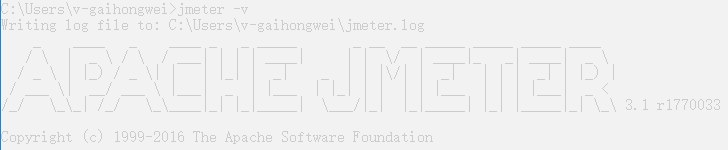 C:\Users\v-gaihongwei>jmeter -v
Writing log file to: C:\Users\v-gaihongwei\jmeter.log
APACHE JMETER 3.1 r1770033
Copyright (c) 1999-2016 The Apache Software Foundation